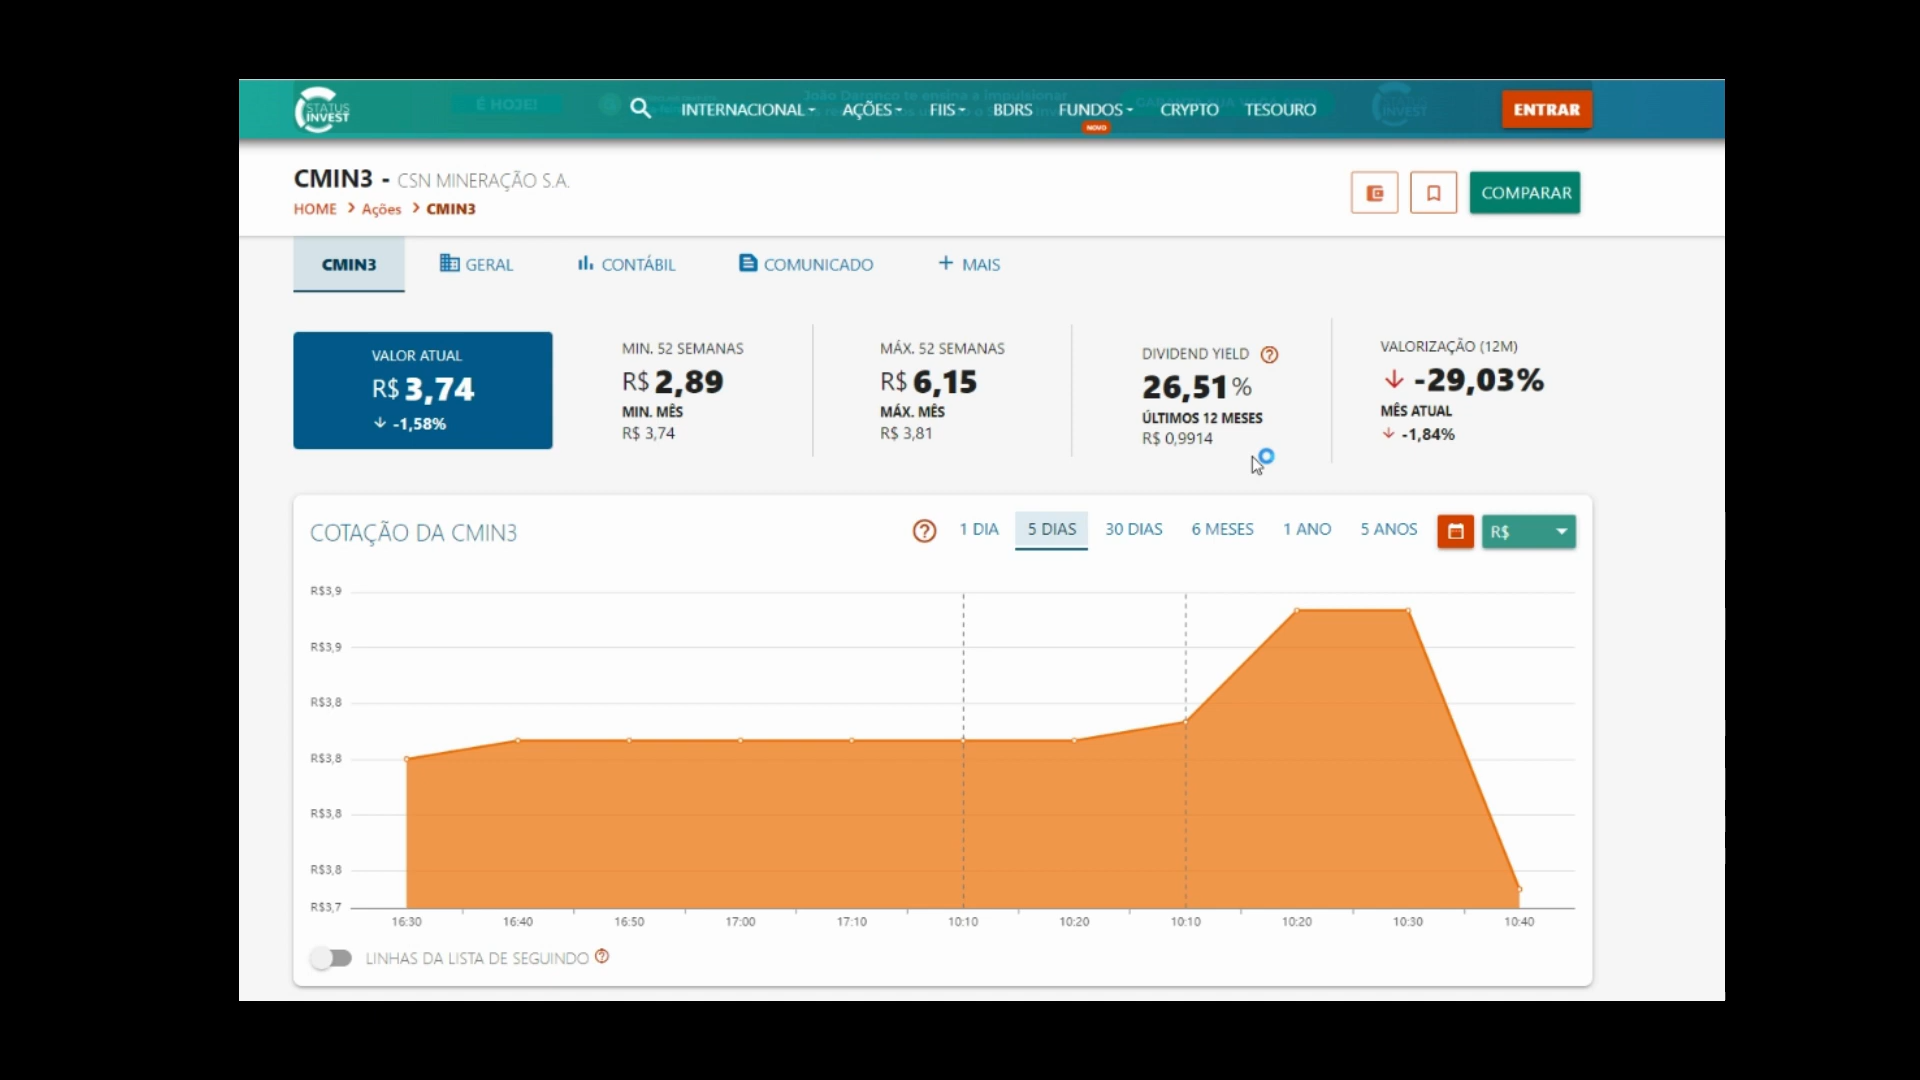 STATUS
INVEST
É HOJE!
João Daronco te ensina a impulsionar
INTERNACIONAL
AÇÕES
FIIS
BDRS
FUNDOS
NOVO
CRYPTO
TESOURO
ENTRAR
CMIN3 - CSN MINERAÇÃO S.A.
HOME > Ações > CMIN3
COMPARAR
CMIN3
GERAL
CONTÁBIL
COMUNICADO
+ MAIS
VALOR ATUAL
R$ 3,74
-1,58%
MIN. 52 SEMANAS
R$ 2,89
MIN. MÊS
R$ 3,74
MÁX. 52 SEMANAS
R$ 6,15
MÁX. MÊS
R$ 3,81
DIVIDEND YIELD ?
26,51%
ÚLTIMOS 12 MESES
R$ 0,9914
VALORIZAÇÃO (12M)
-29,03%
MÊS ATUAL
-1,84%
COTAÇÃO DA CMIN3
?
1 DIA
5 DIAS
30 DIAS
6 MESES
1 ANO
5 ANOS
R$
R$3,9
R$3,9
R$3,8
R$3,8
R$3,8
R$3,8
R$3,7
16:30
16:40
16:50
17:00
17:10
10:10
10:20
10:10
10:20
10:30
10:40
LINHAS DA LISTA DE SEGUINDO ?